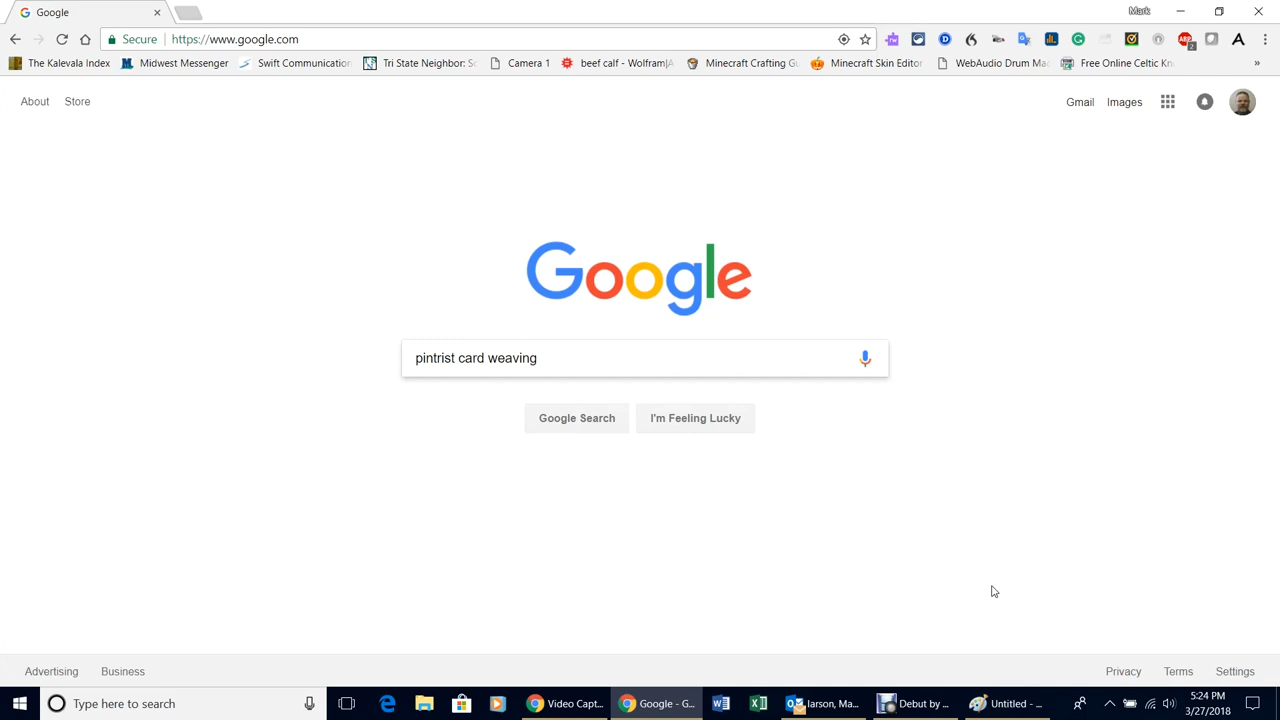 Google
Mark
Secure
https://www.google.com
The Kalevala Index
Midwest Messenger
Swift Communication
Tri State Neighbor: Sc
Camera 1
beef calf - Wolfram|A
Minecraft Crafting Gu
Minecraft Skin Editor
WebAudio Drum Mac
Free Online Celtic Kn
»
About
Store
Gmail
Images
Google
pintrist card weaving
Google Search
I'm Feeling Lucky
Advertising
Business
Privacy
Terms
Settings
Type here to search
Video Capt...
Google - G...
larson, Ma...
Debut by ...
Untitled - ...
5:24 PM
3/27/2018